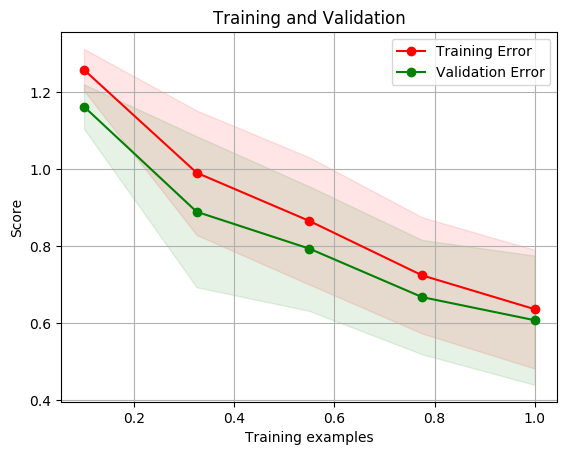 Training and Validation
Training Error
Validation Error
Score
1.2
1.0
0.8
0.6
0.4
0.2
0.4
0.6
0.8
1.0
Training examples